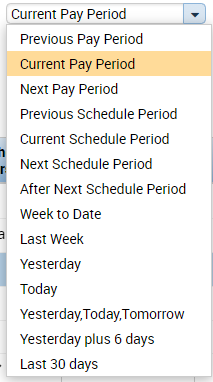 Current Pay Period
Previous Pay Period
Current Pay Period
Next Pay Period
Previous Schedule Period
Current Schedule Period
Next Schedule Period
After Next Schedule Period
Week to Date
Last Week
Yesterday
Today
Yesterday,Today,Tomorrow
Yesterday plus 6 days
Last 30 days